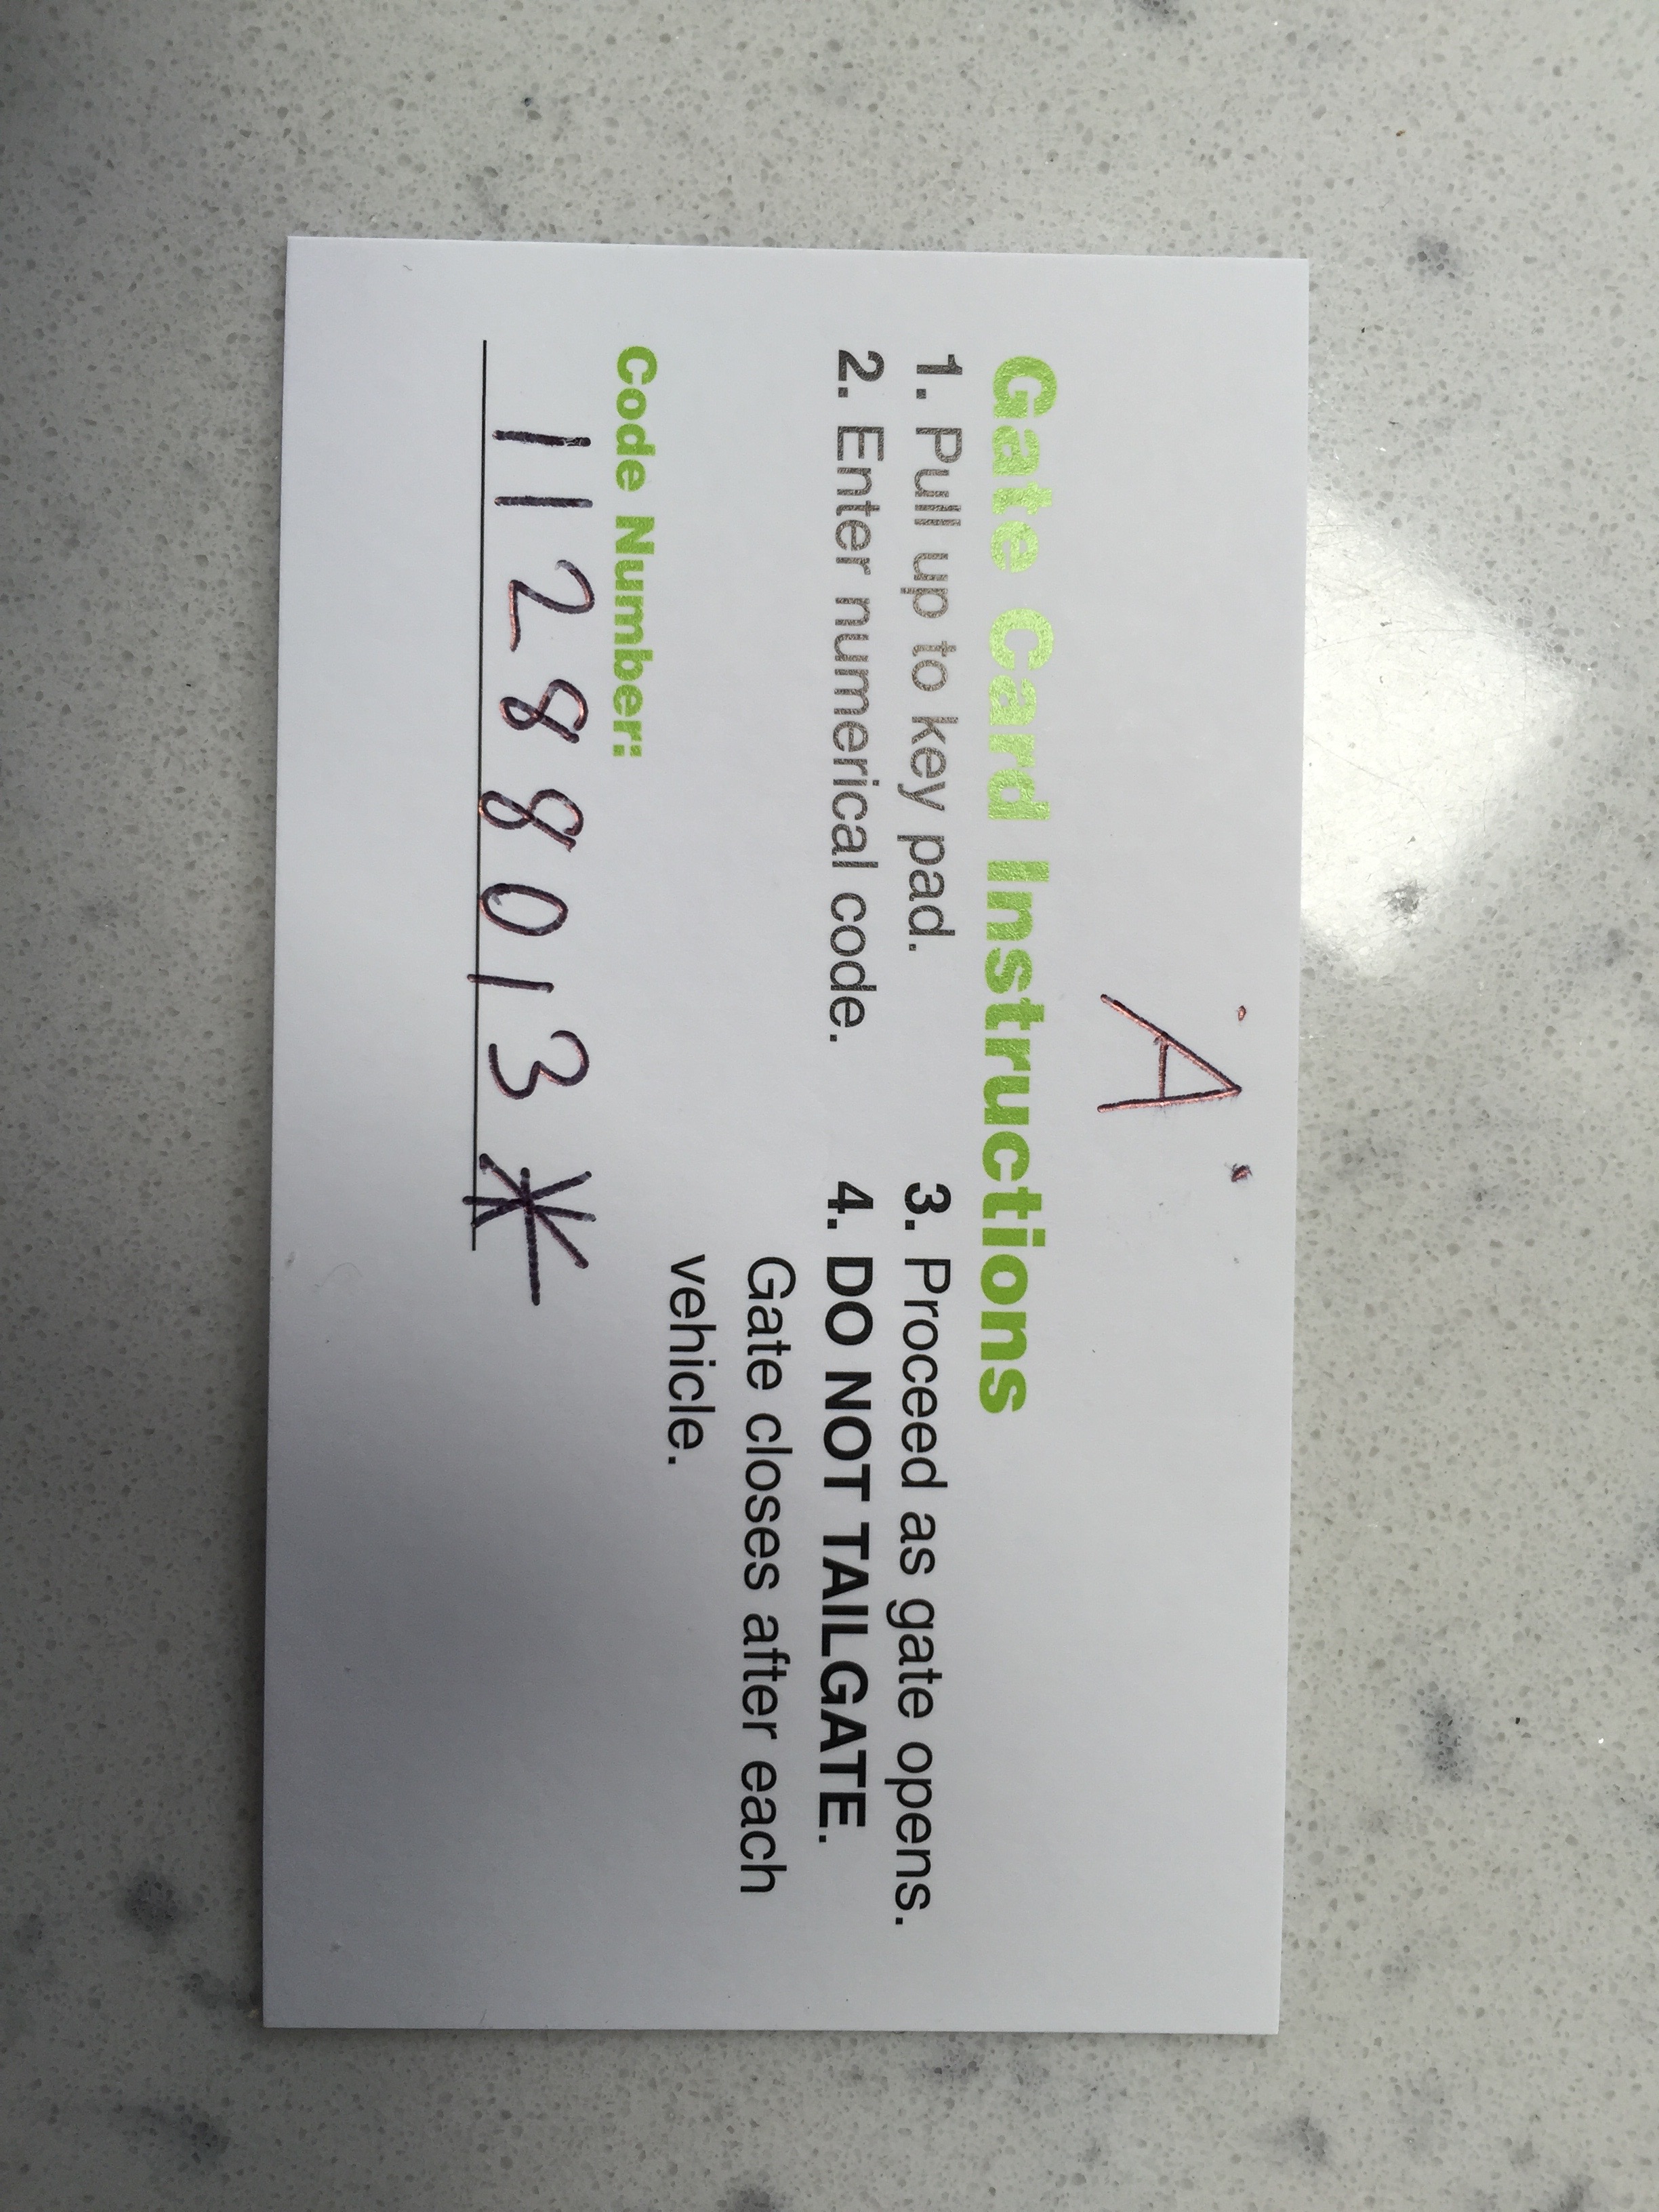 A
Gate Card Instructions
1. Pull up to key pad.
2. Enter numerical code.
3. Proceed as gate opens.
4. DO NOT TAILGATE.
Gate closes after each
vehicle.
Code Number:
11288013*